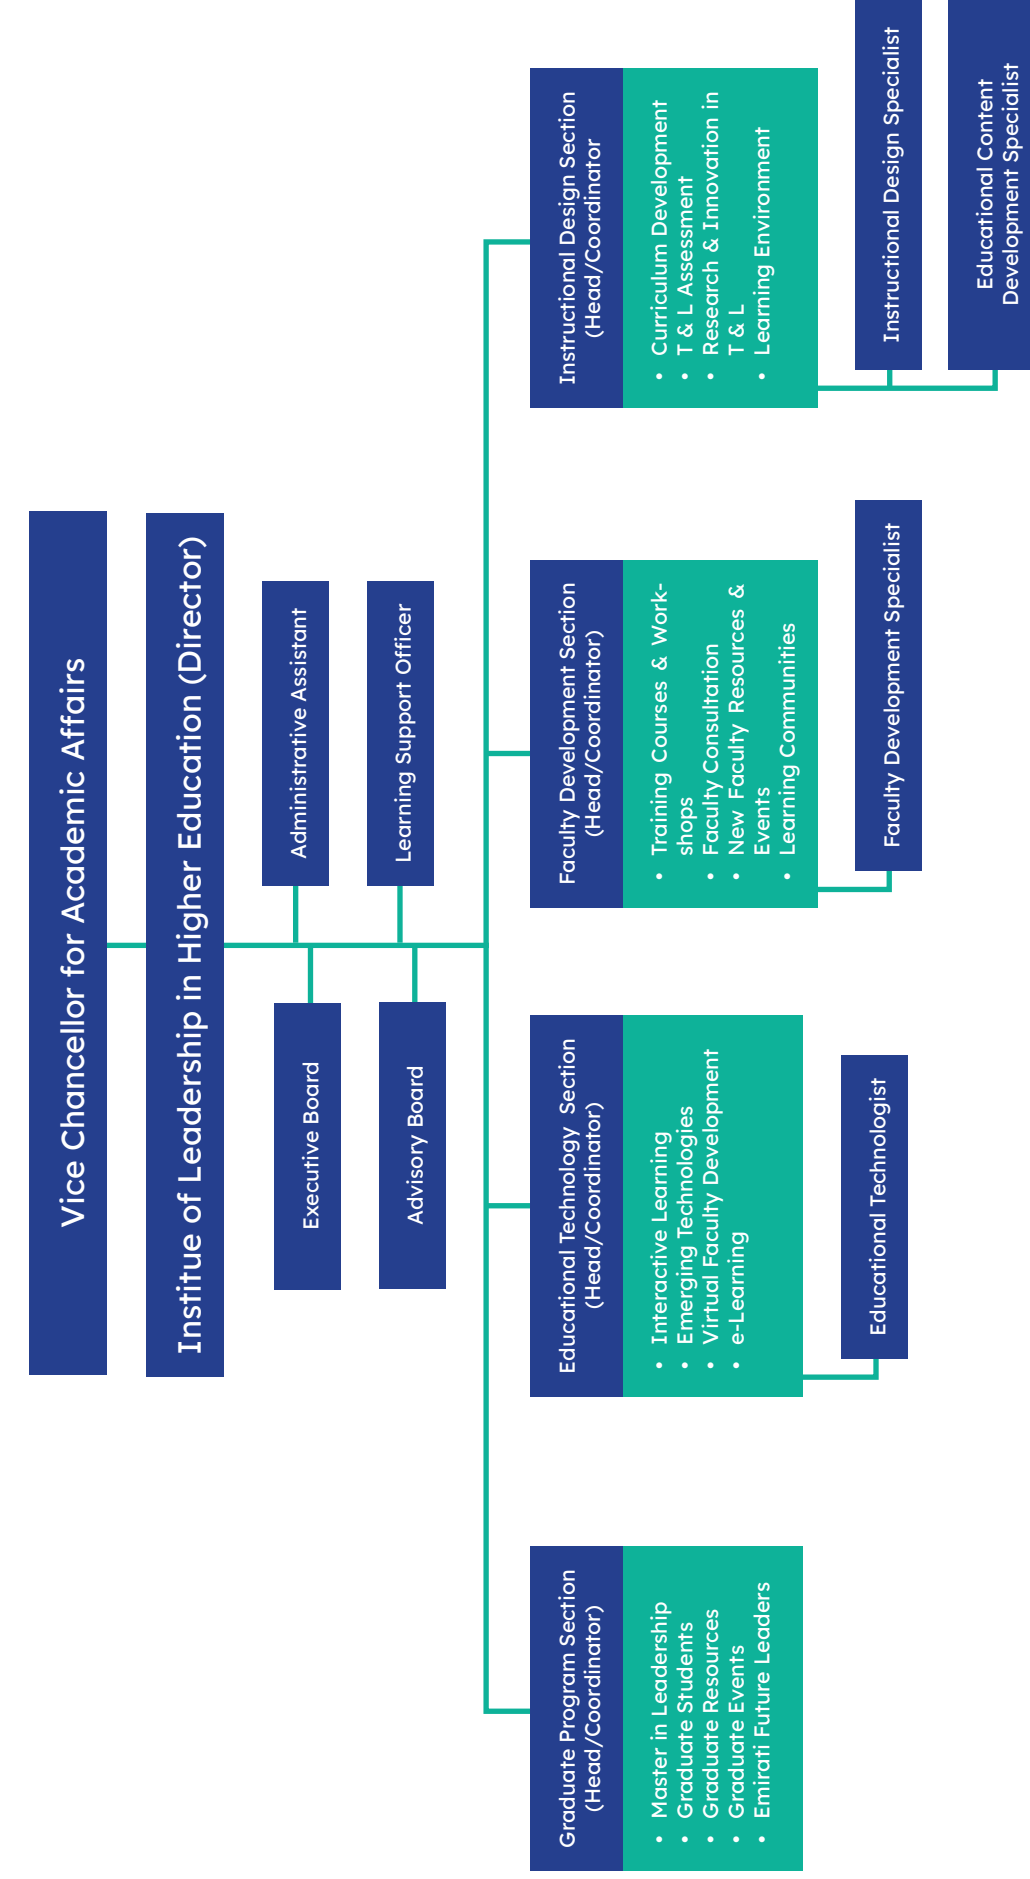 Vice Chancellor for Academic Affairs
Institue of Leadership in Higher Education (Director)
Executive Board
Administrative Assistant
Advisory Board
Learning Support Officer
Graduate Program Section
(Head/Coordinator)
• Master in Leadership
• Graduate Students
• Graduate Resources
• Graduate Events
• Emirati Future Leaders
Educational Technology Section
(Head/Coordinator)
• Interactive Learning
• Emerging Technologies
• Virtual Faculty Development
• e-Learning
Educational Technologist
Faculty Development Section
(Head/Coordinator)
• Training Courses & Work-
shops
• Faculty Consultation
• New Faculty Resources &
Events
• Learning Communities
Faculty Development Specialist
Instructional Design Section
(Head/Coordinator
• Curriculum Development
• T & L Assessment
• Research & Innovation in
T & L
• Learning Environment
Instructional Design Specialist
Educational Content
Development Specialist